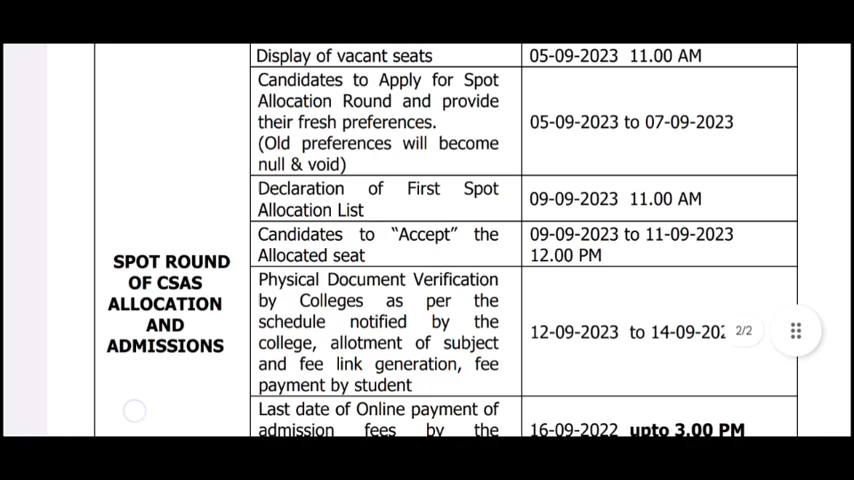 Display of vacant seats
05-09-2023 11.00 AM
Candidates to Apply for Spot
Allocation Round and provide
their fresh preferences.
(Old preferences will become
null & void)
05-09-2023 to 07-09-2023
Declaration of First Spot
Allocation List
09-09-2023 11.00 AM
Candidates to “Accept” the
Allocated seat
09-09-2023 to 11-09-2023
12.00 PM
SPOT ROUND
OF CSAS
ALLOCATION
AND
ADMISSIONS
Physical Document Verification
by Colleges as per the
schedule notified by the
college, allotment of subject
and fee link generation, fee
payment by student
12-09-2023 to 14-09-202
2/2
Last date of Online payment of
admission fees by the
16-09-2022 upto 3.00 PM